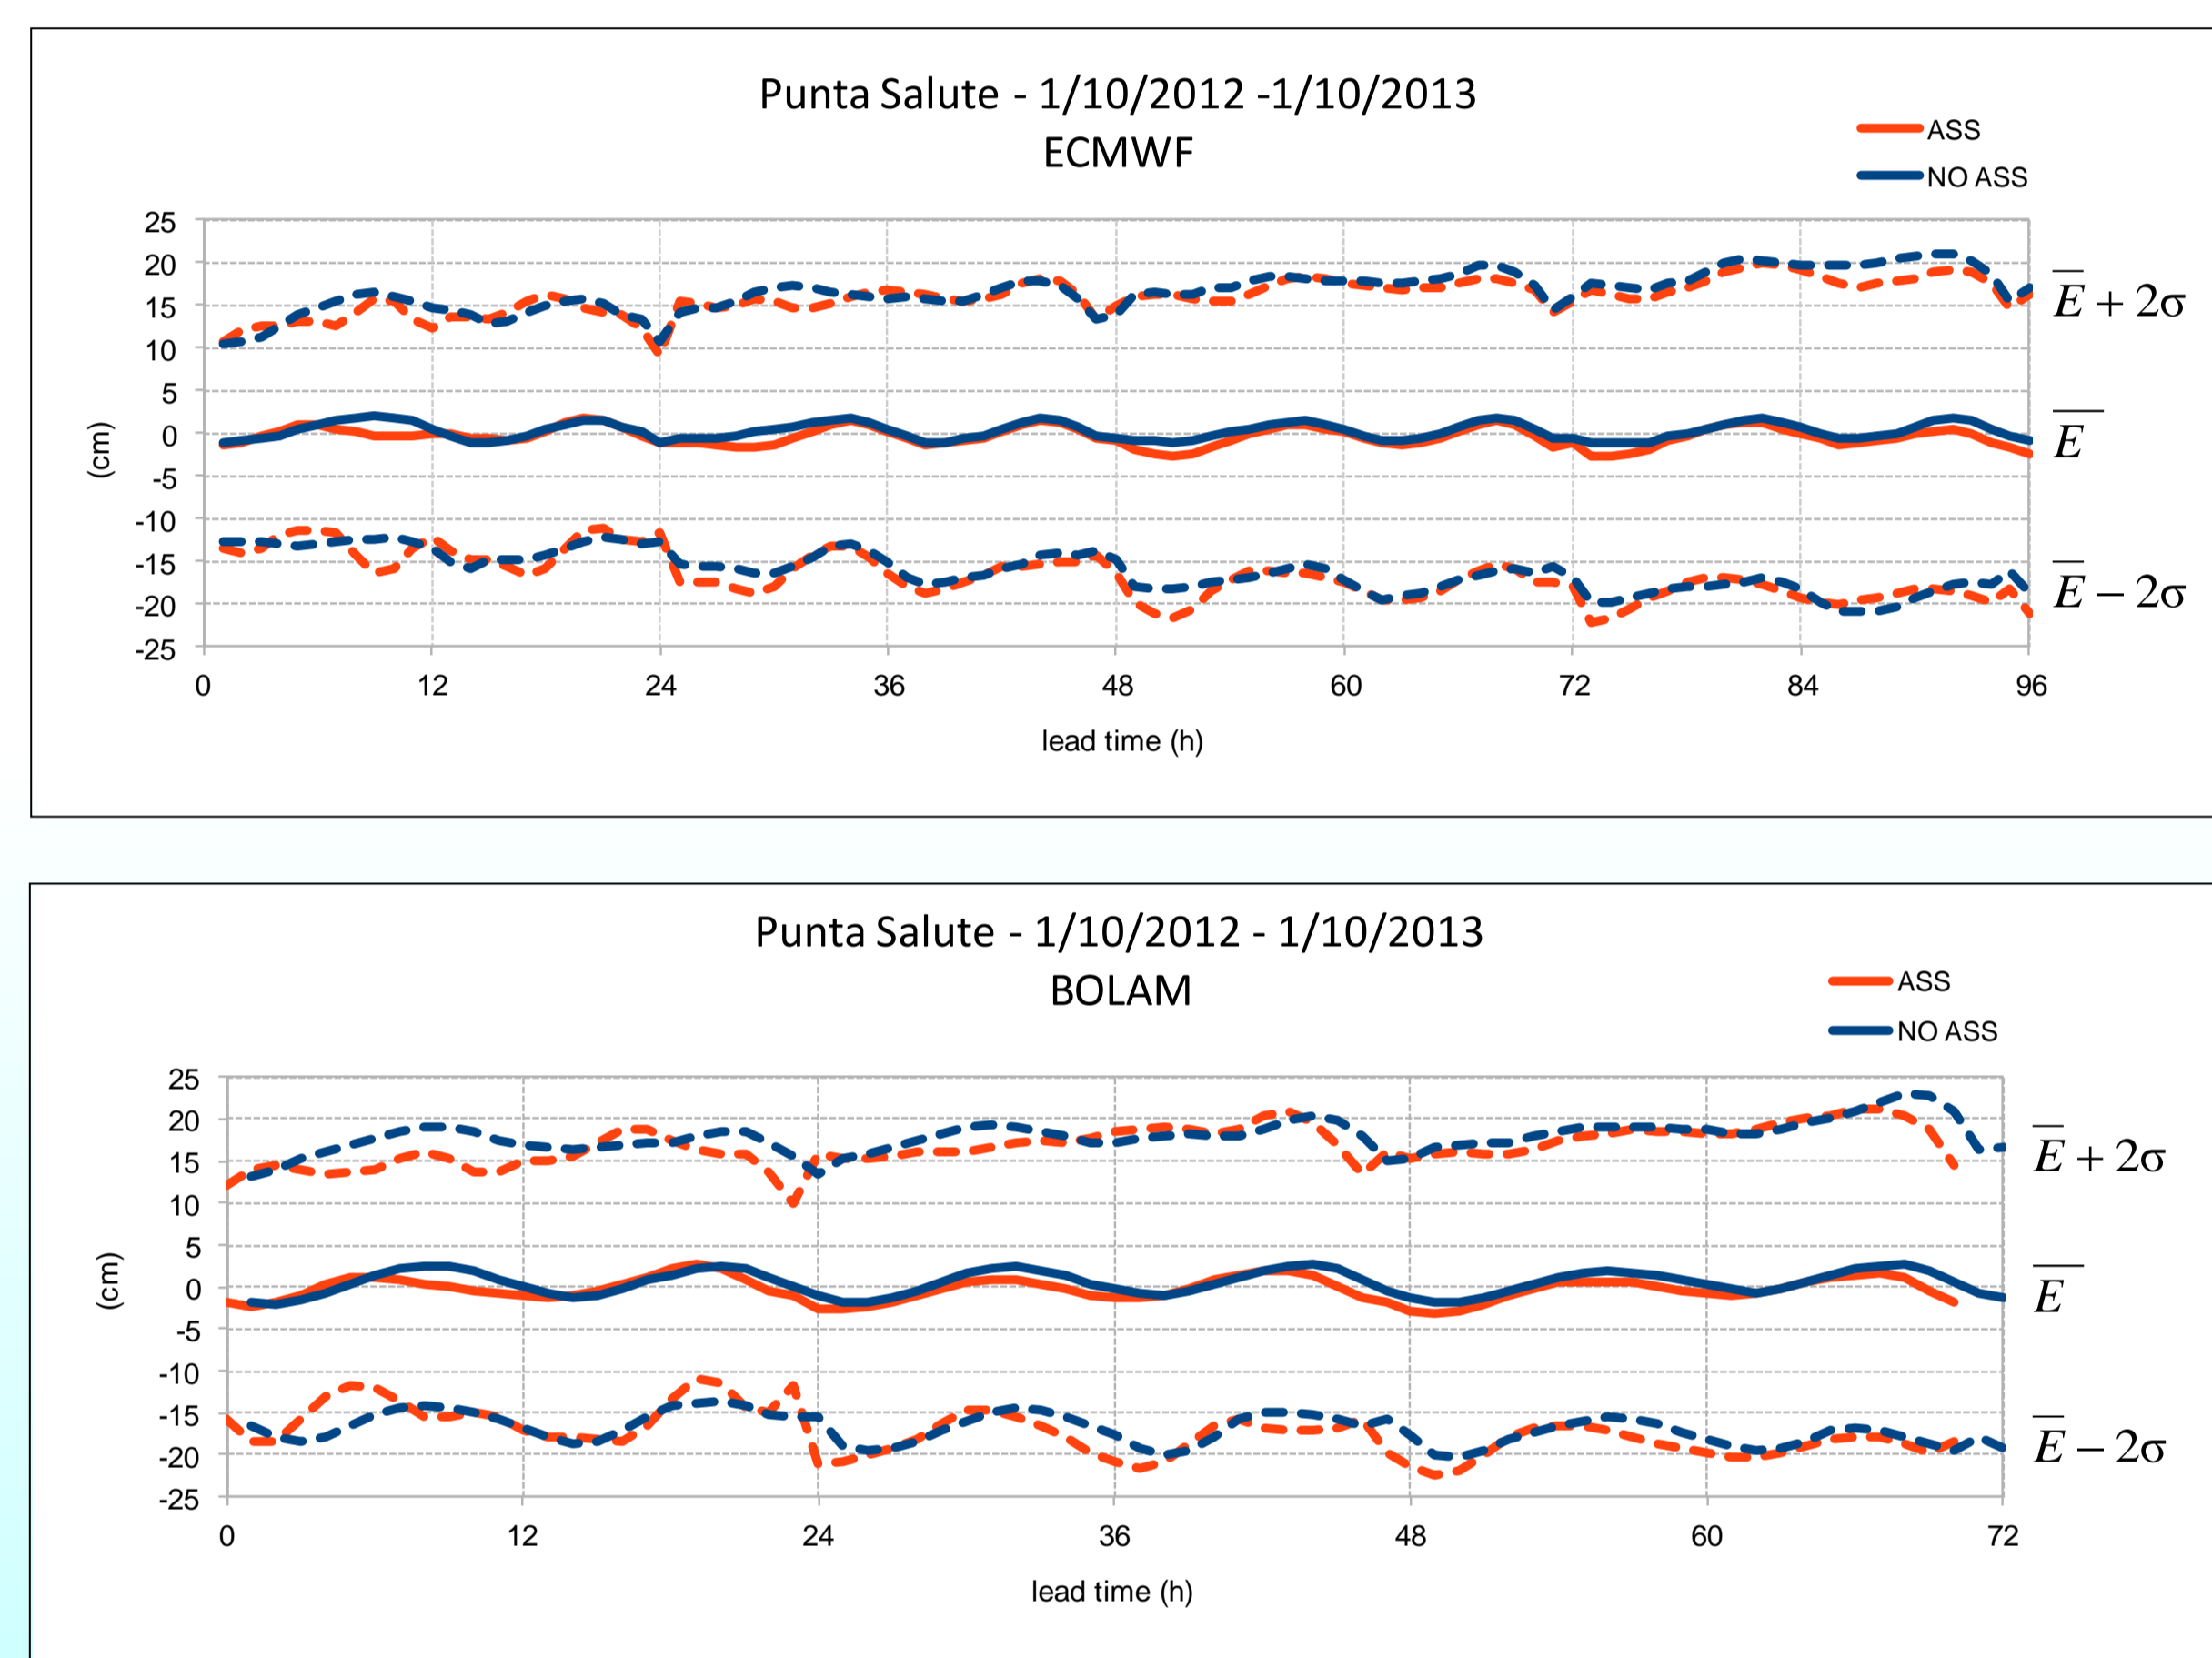 Punta Salute - 1/10/2012 -1/10/2013
ECMWF
ASS
NO ASS
25
20
15
10
5
0
-5
-10
-15
-20
-25
(cm)
0 12 24 36 48 60 72 84 96
lead time (h)
E̅ + 2σ
E̅
E̅ − 2σ
Punta Salute - 1/10/2012 - 1/10/2013
BOLAM
ASS
NO ASS
25
20
15
10
5
0
-5
-10
-15
-20
-25
(cm)
0 12 24 36 48 60 72
lead time (h)
E̅ + 2σ
E̅
E̅ − 2σ